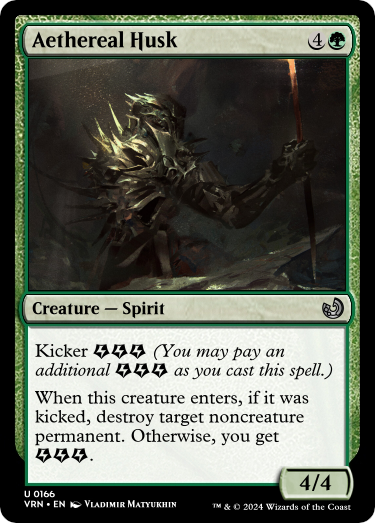 Aethereal Husk 4
Creature — Spirit
Kicker (You may pay an
additional as you cast this spell.)
When this creature enters, if it was
kicked, destroy target noncreature
permanent. Otherwise, you get
.
4/4
U 0166
VRN • EN Vladimir Matyukhin
™ & © 2024 Wizards of the Coast